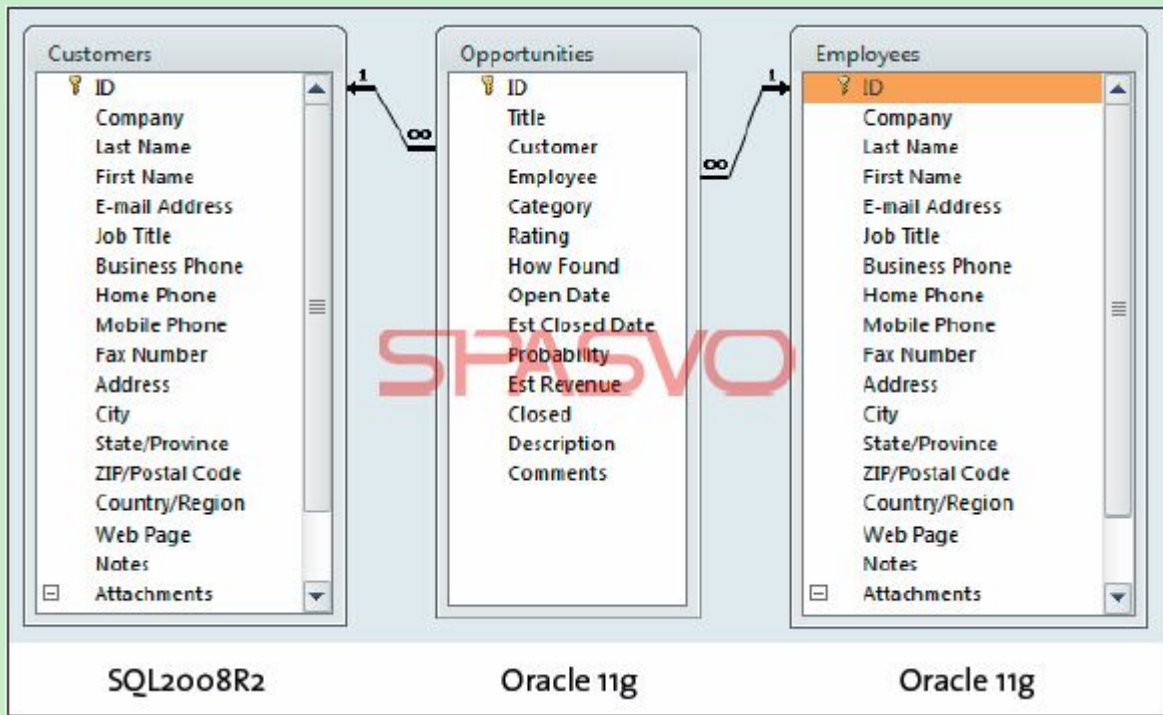 Customers
ID
Company
Last Name
First Name
E-mail Address
Job Title
Business Phone
Home Phone
Mobile Phone
Fax Number
Address
City
State/Province
ZIP/Postal Code
Country/Region
Web Page
Notes
Attachments
1
∞
Opportunities
ID
Title
Customer
Employee
Category
Rating
How Found
Open Date
Est Closed Date
Probability
Est Revenue
Closed
Description
Comments
∞
1
Employees
ID
Company
Last Name
First Name
E-mail Address
Job Title
Business Phone
Home Phone
Mobile Phone
Fax Number
Address
City
State/Province
ZIP/Postal Code
Country/Region
Web Page
Notes
Attachments
SPASVO
SQL2008R2
Oracle 11g
Oracle 11g